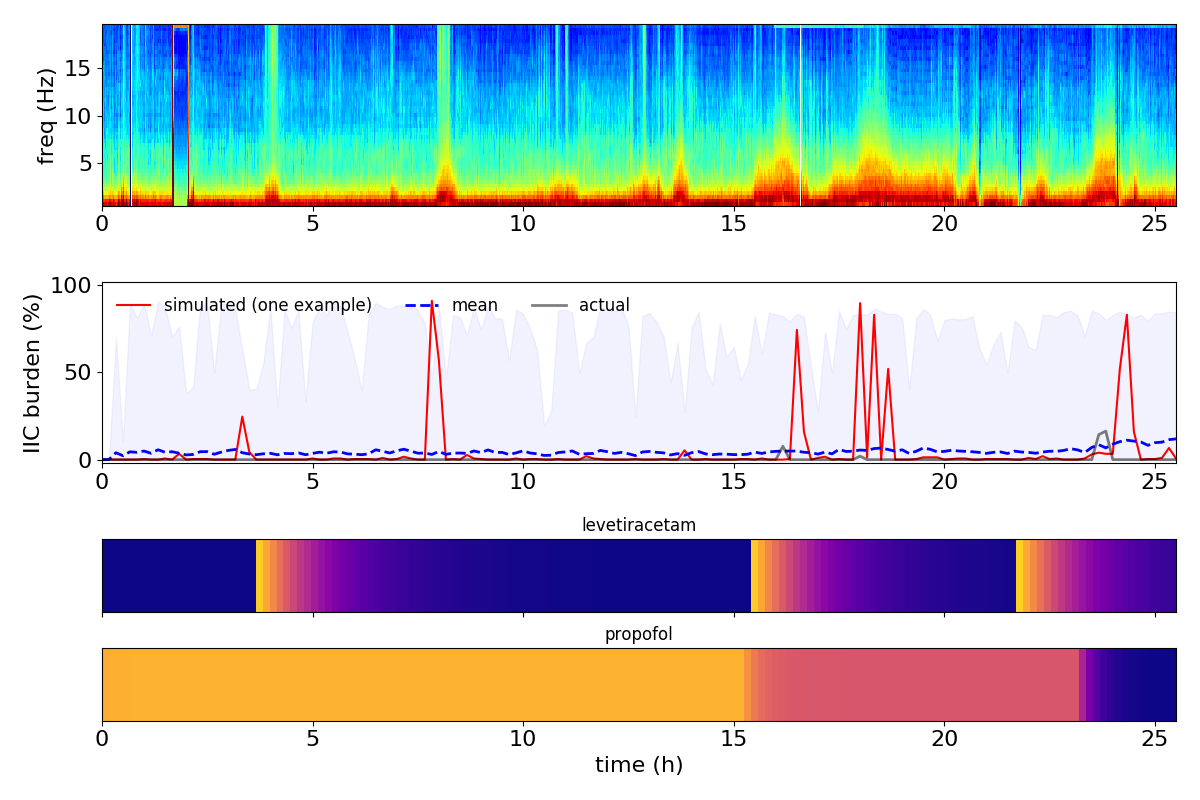 freq (Hz)
15
10
5
0 5 10 15 20 25
IIC burden (%)
100
50
0
simulated (one example) mean actual
0 5 10 15 20 25
levetiracetam
propofol
0 5 10 15 20 25
time (h)